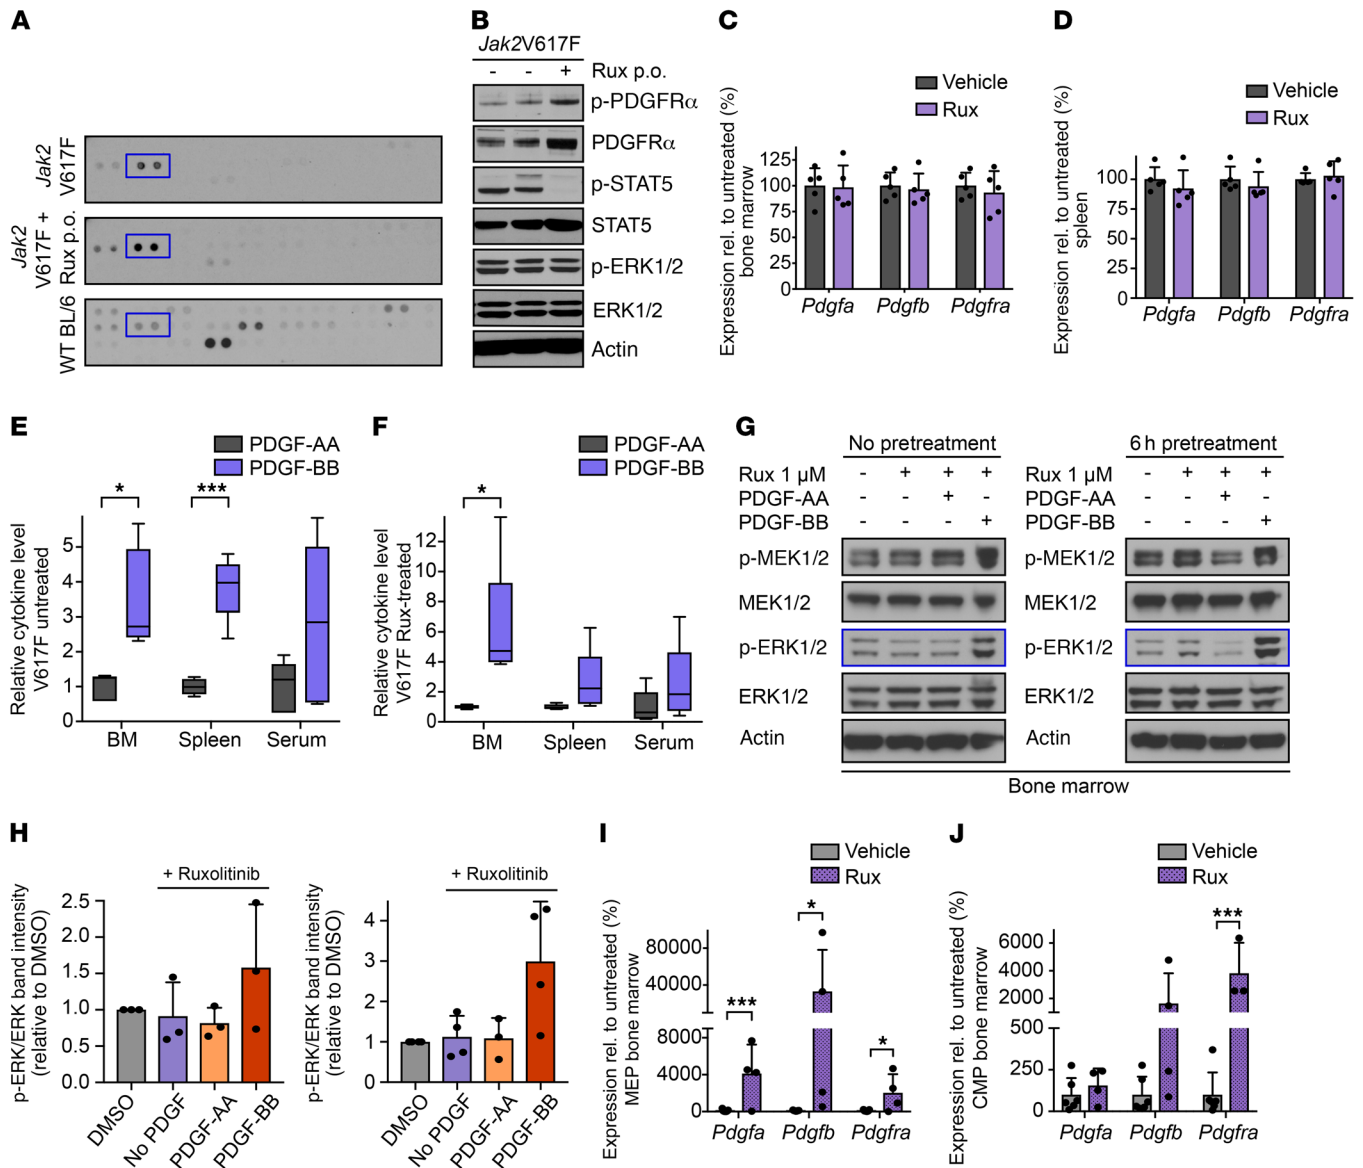 A
Jak2
V617F
Jak2
V617F +
Rux p.o.
WT BL/6
B
Jak2V617F
- - + Rux p.o.
p-PDGFRα
PDGFRα
p-STAT5
STAT5
p-ERK1/2
ERK1/2
Actin
C
Vehicle
Rux
Expression rel. to untreated (%)
bone marrow
125
100
75
50
25
0
Pdgfa Pdgfb Pdgfra
D
Vehicle
Rux
Expression rel. to untreated (%)
spleen
100
75
50
25
0
Pdgfa Pdgfb Pdgfra
E
PDGF-AA
PDGF-BB
* ***
Relative cytokine level
V617F untreated
5
4
3
2
1
0
BM Spleen Serum
F
PDGF-AA
PDGF-BB
*
Relative cytokine level
V617F Rux-treated
12
10
8
6
4
2
0
BM Spleen Serum
G
No pretreatment
Rux 1 μM - + + +
PDGF-AA - - + -
PDGF-BB - - - +
p-MEK1/2
MEK1/2
p-ERK1/2
ERK1/2
Actin
6 h pretreatment
Rux 1 μM - + + +
PDGF-AA - - + -
PDGF-BB - - - +
p-MEK1/2
MEK1/2
p-ERK1/2
ERK1/2
Actin
Bone marrow
H
+ Ruxolitinib
p-ERK/ERK band intensity
(relative to DMSO)
2.5
2.0
1.5
1.0
0.5
0.0
DMSO
No PDGF
PDGF-AA
PDGF-BB
+ Ruxolitinib
p-ERK/ERK band intensity
(relative to DMSO)
4
3
2
1
0
DMSO
No PDGF
PDGF-AA
PDGF-BB
I
Vehicle
Rux
*** * *
Expression rel. to untreated (%)
MEP bone marrow
80000
40000
8000
4000
0
Pdgfa Pdgfb Pdgfra
J
Vehicle
Rux
***
Expression rel. to untreated (%)
CMP bone marrow
6000
4000
2000
500
250
0
Pdgfa Pdgfb Pdgfra